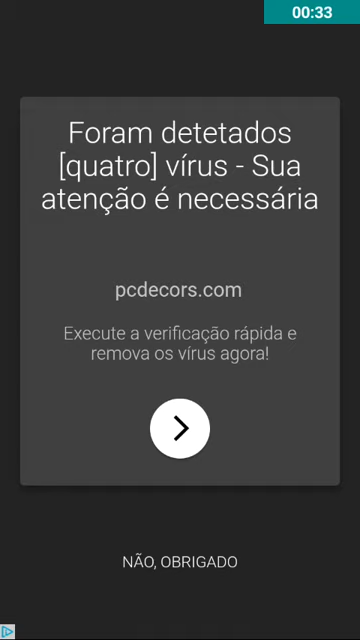 00:33
Foram detetados
[quatro] vírus - Sua
atenção é necessária
pcdecors.com
Execute a verificação rápida e
remova os vírus agora!
NÃO, OBRIGADO